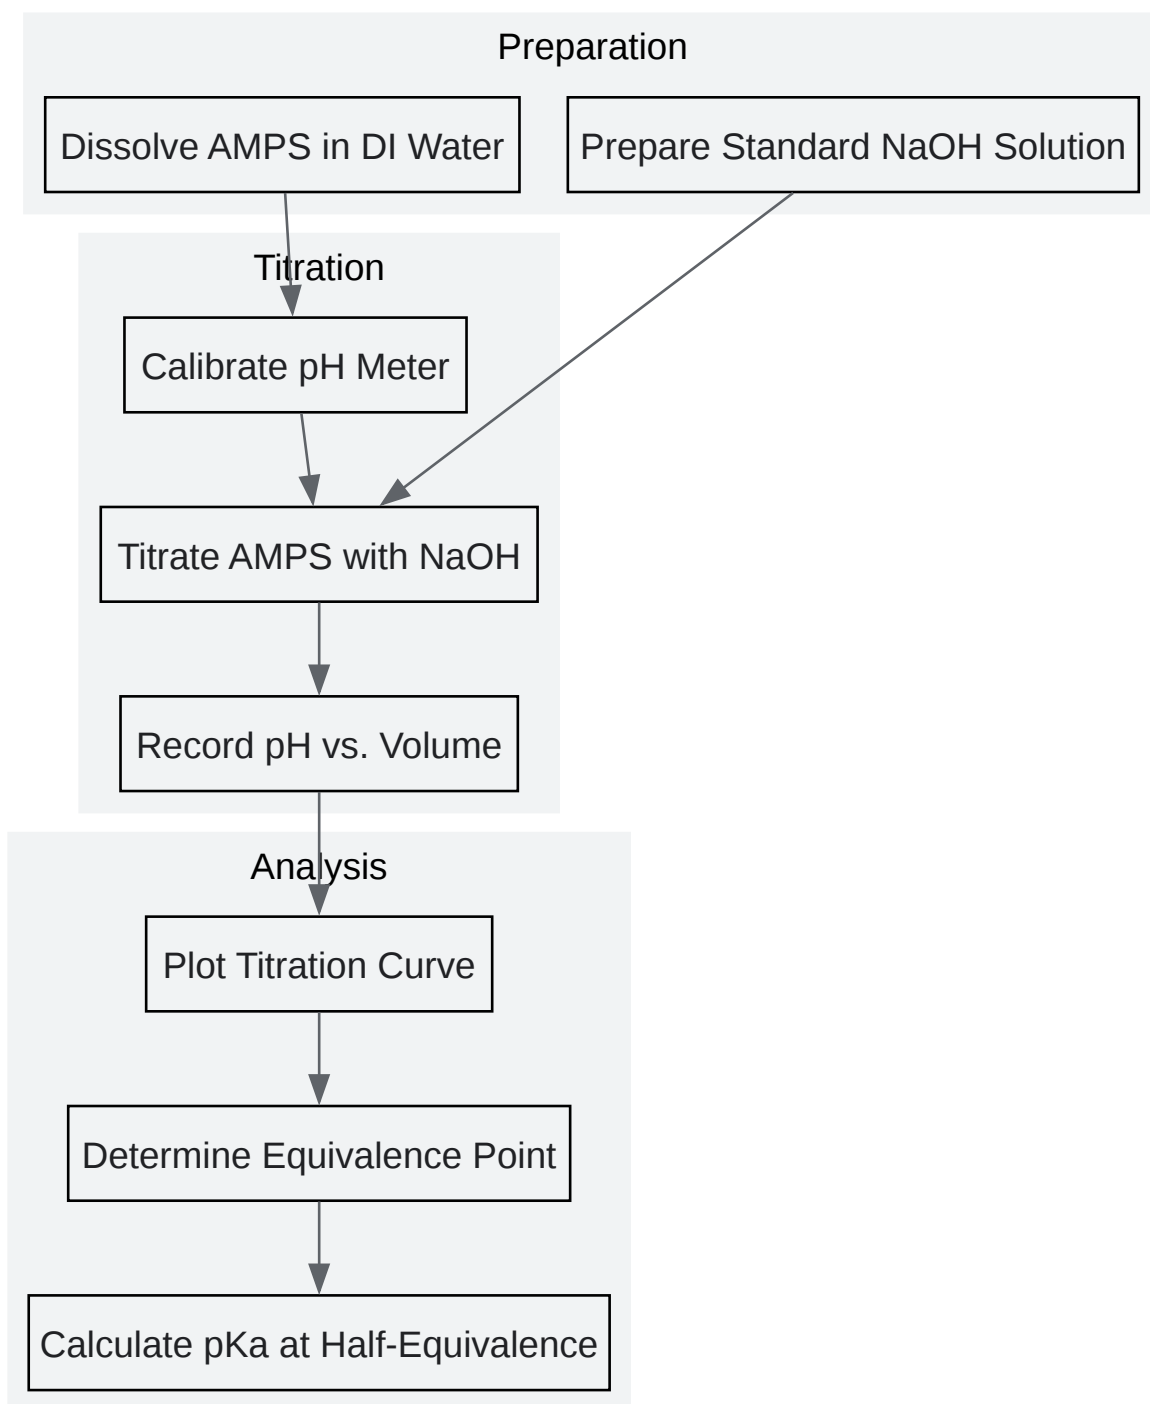 Preparation
Dissolve AMPS in DI Water
Prepare Standard NaOH Solution
Titration
Calibrate pH Meter
Titrate AMPS with NaOH
Record pH vs. Volume
Analysis
Plot Titration Curve
Determine Equivalence Point
Calculate pKa at Half-Equivalence